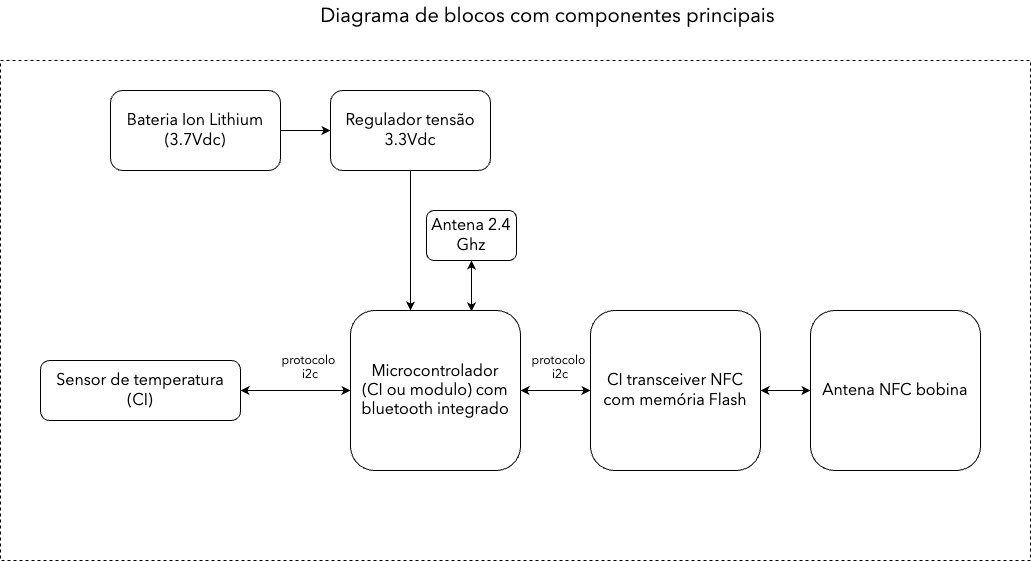 Diagrama de blocos com componentes principais
Bateria Ion Lithium
(3.7Vdc)
Regulador tensão
3.3Vdc
Antena 2.4
Ghz
Sensor de temperatura
(CI)
protocolo
i2c
Microcontrolador
(CI ou modulo) com
bluetooth integrado
protocolo
i2c
CI transceiver NFC
com memória Flash
Antena NFC bobina